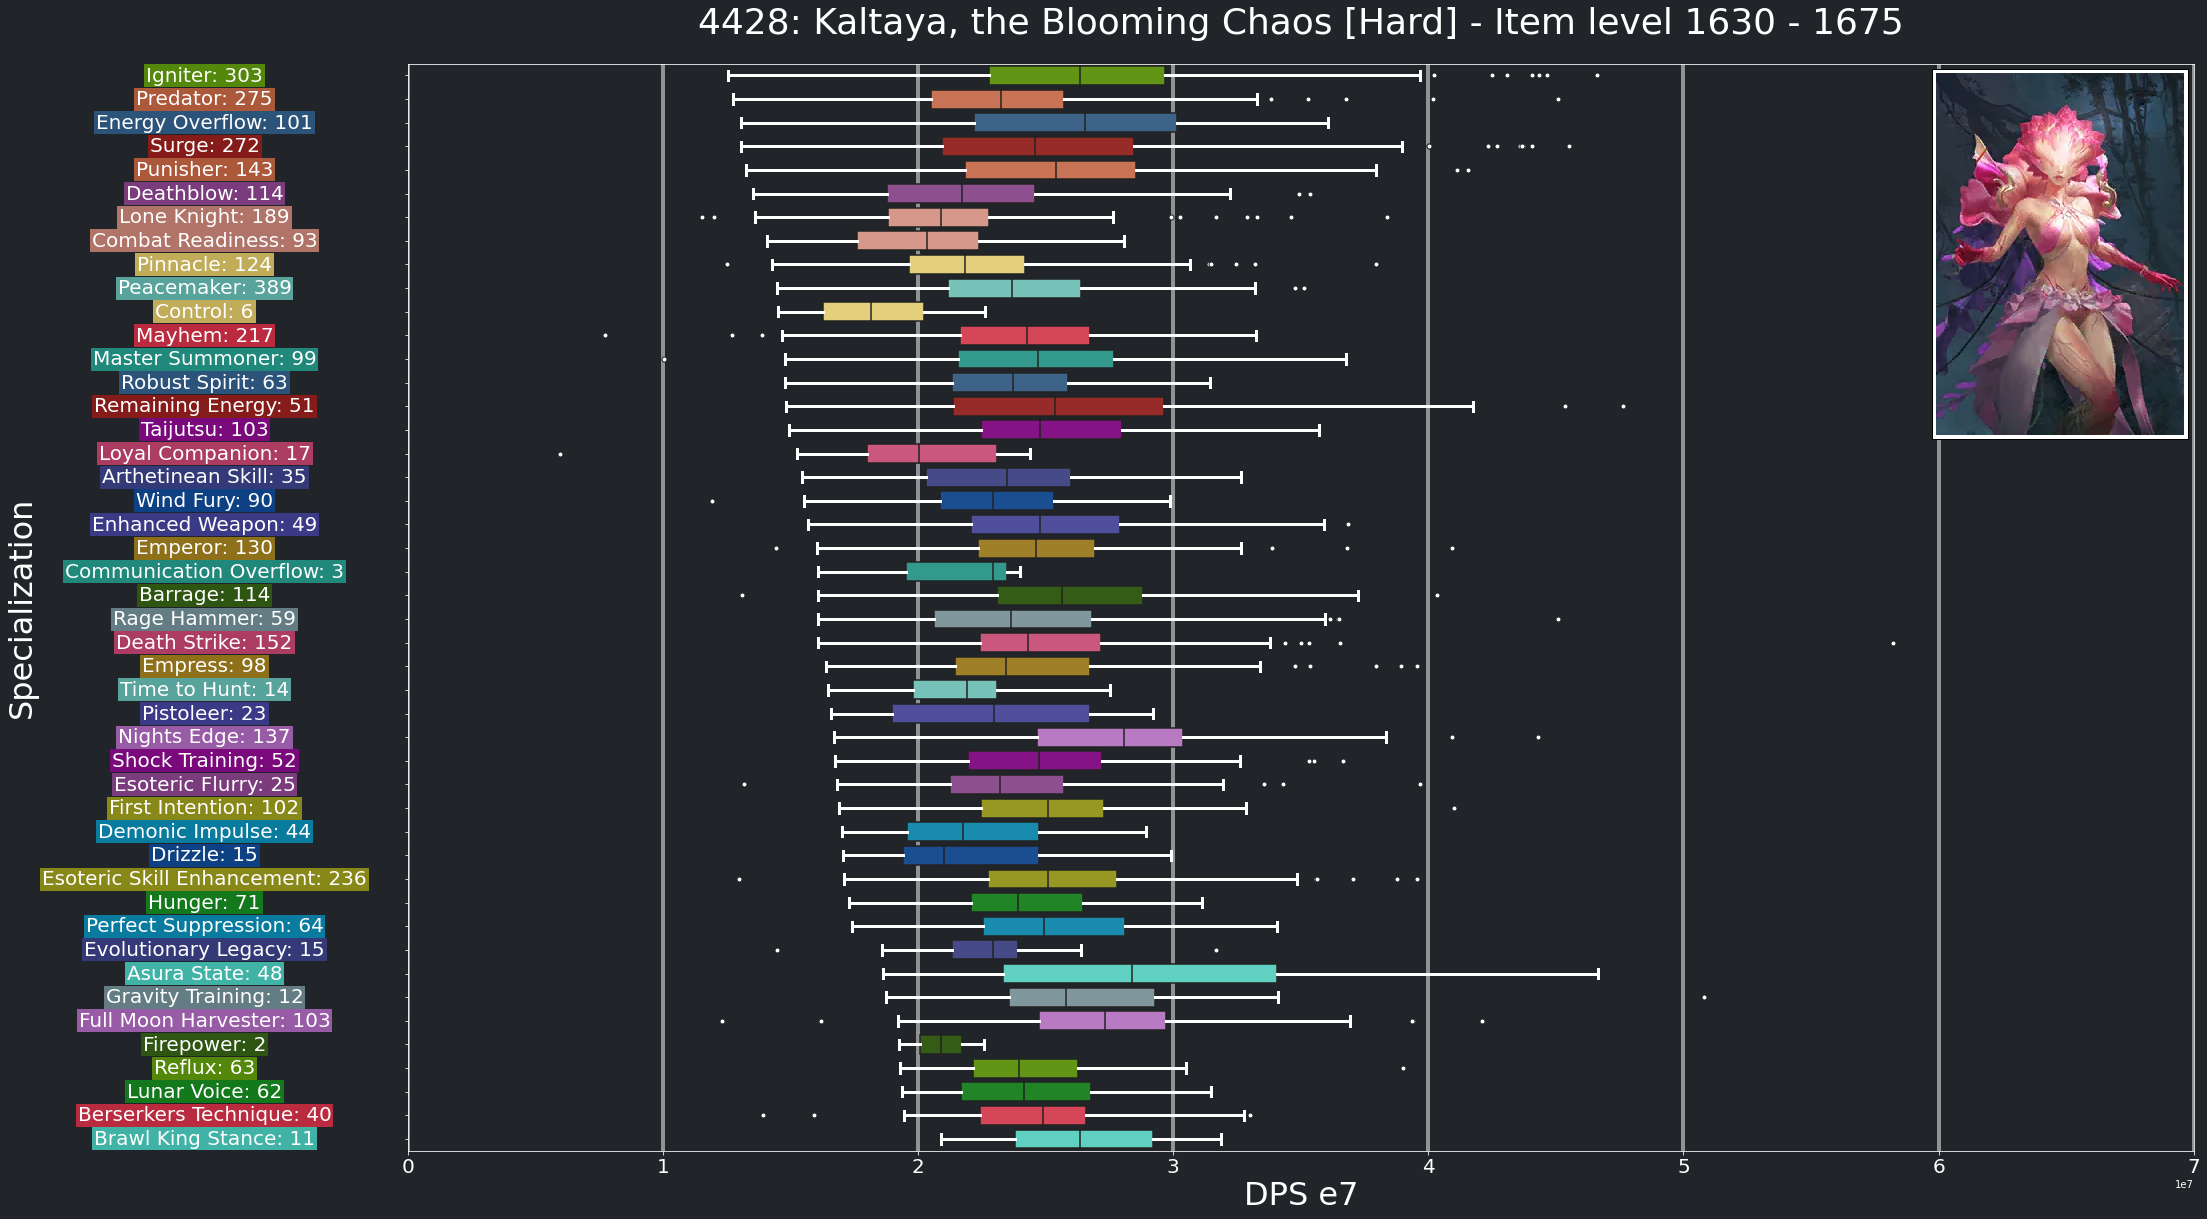 4428: Kaltaya, the Blooming Chaos [Hard] - Item level 1630 - 1675
Specialization
Igniter: 303
Predator: 275
Energy Overflow: 101
Surge: 272
Punisher: 143
Deathblow: 114
Lone Knight: 189
Combat Readiness: 93
Pinnacle: 124
Peacemaker: 389
Control: 6
Mayhem: 217
Master Summoner: 99
Robust Spirit: 63
Remaining Energy: 51
Taijutsu: 103
Loyal Companion: 17
Arthetinean Skill: 35
Wind Fury: 90
Enhanced Weapon: 49
Emperor: 130
Communication Overflow: 3
Barrage: 114
Rage Hammer: 59
Death Strike: 152
Empress: 98
Time to Hunt: 14
Pistoleer: 23
Nights Edge: 137
Shock Training: 52
Esoteric Flurry: 25
First Intention: 102
Demonic Impulse: 44
Drizzle: 15
Esoteric Skill Enhancement: 236
Hunger: 71
Perfect Suppression: 64
Evolutionary Legacy: 15
Asura State: 48
Gravity Training: 12
Full Moon Harvester: 103
Firepower: 2
Reflux: 63
Lunar Voice: 62
Berserkers Technique: 40
Brawl King Stance: 11
0 1 2 3 4 5 6 7
1e7
DPS e7